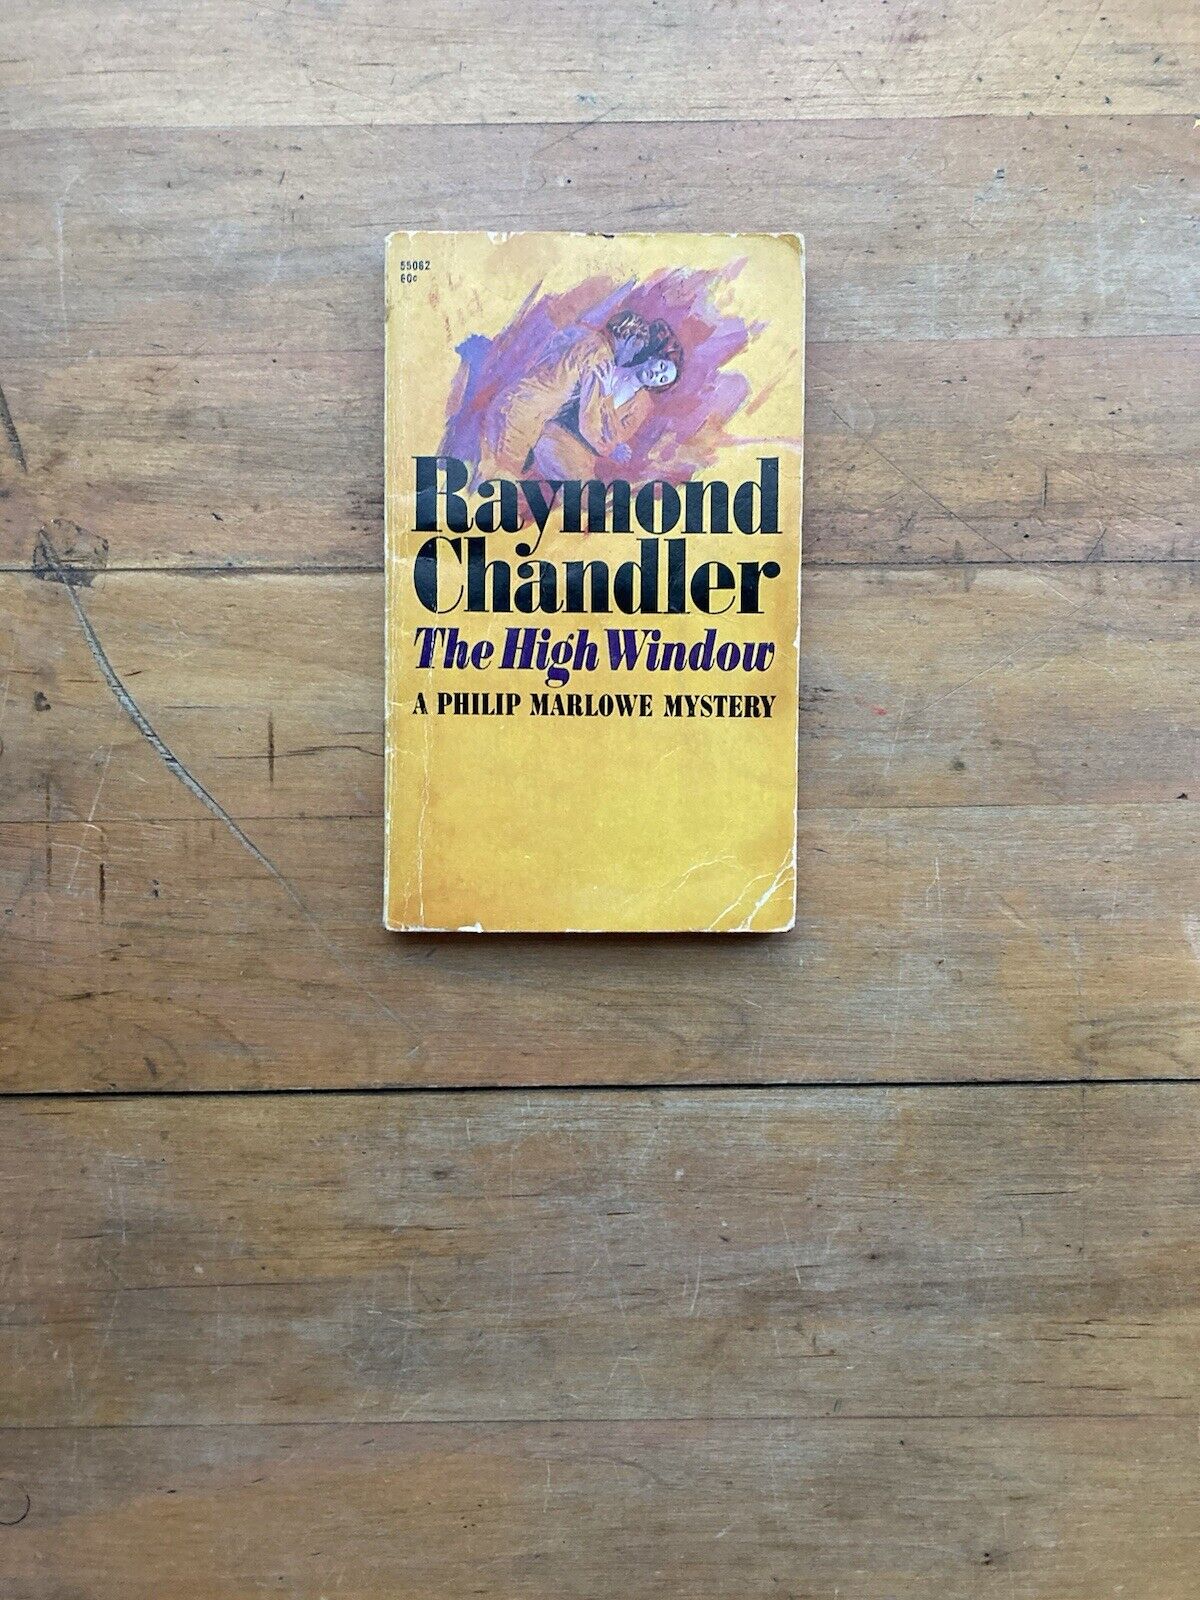 55062
60¢
Raymond
Chandler
The High Window
A PHILIP MARLOWE MYSTERY